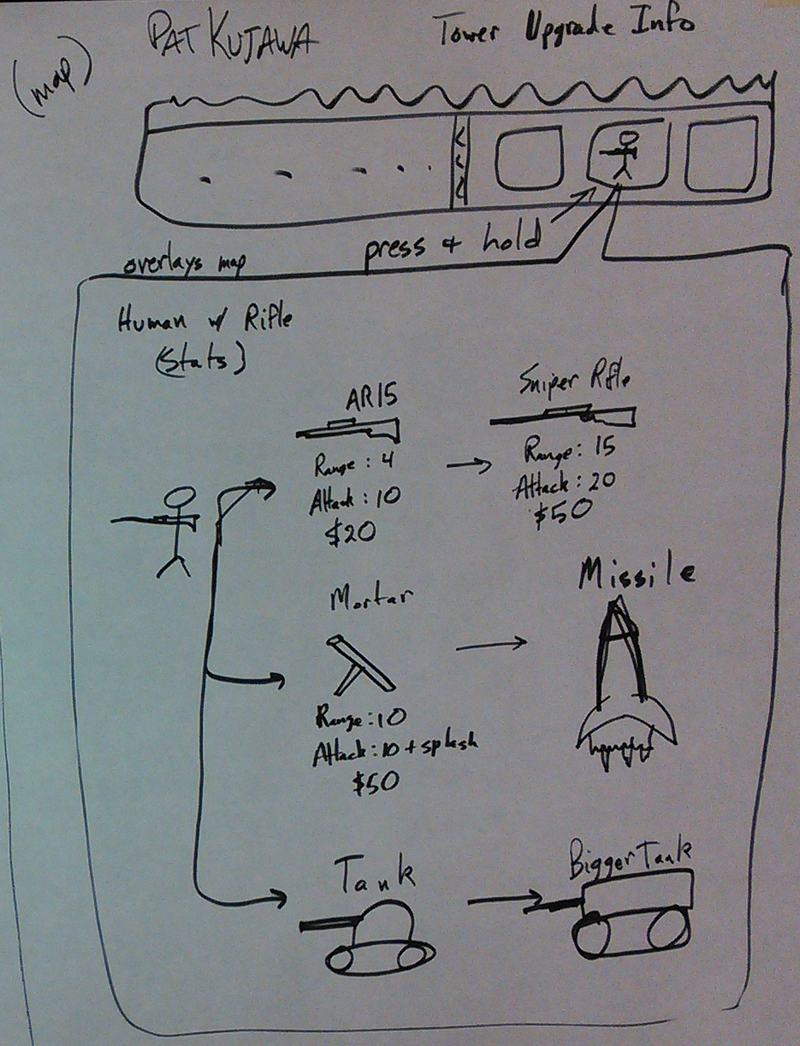 (map)
PAT KUJAWA
Tower Upgrade Info
press + hold
overlays map
Human w/ Rifle
(Stats)
AR15
Range : 4
Attack : 10
$20
Sniper Rifle
Range: 15
Attack : 20
$50
Mortar
Range:10
Attack:10 + splash
$50
Missile
Tank
Bigger Tank